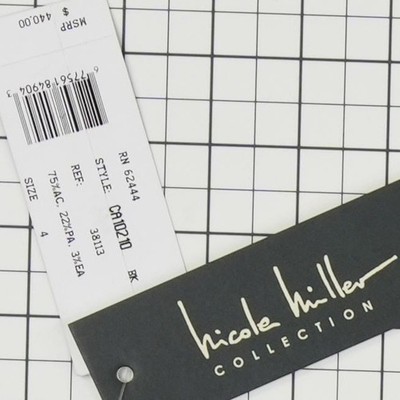 MSRP
$ 440.00
6 77561 84904 3
RN 62444
STYLE: CA10210 BK
REF: 38113
75%AC, 22%PA, 3%EA
SIZE 4
Nicole Miller
COLLECTION